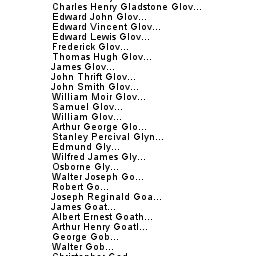 Charles Henry Gladstone Glov...
Edward John Glov...
Edward Vincent Glov...
Edward Lewis Glov...
Frederick Glov...
Thomas Hugh Glov...
James Glov...
John Thrift Glov...
John Smith Glov...
William Moir Glov...
Samuel Glov...
William Glov...
Arthur George Glo...
Stanley Percival Glyn...
Edmund Gly...
Wilfred James Gly...
Osborne Gly...
Walter Joseph Go...
Robert Go...
Joseph Reginald Goa...
James Goat...
Albert Ernest Goath...
Arthur Henry Goatl...
George Gob...
Walter Gob...